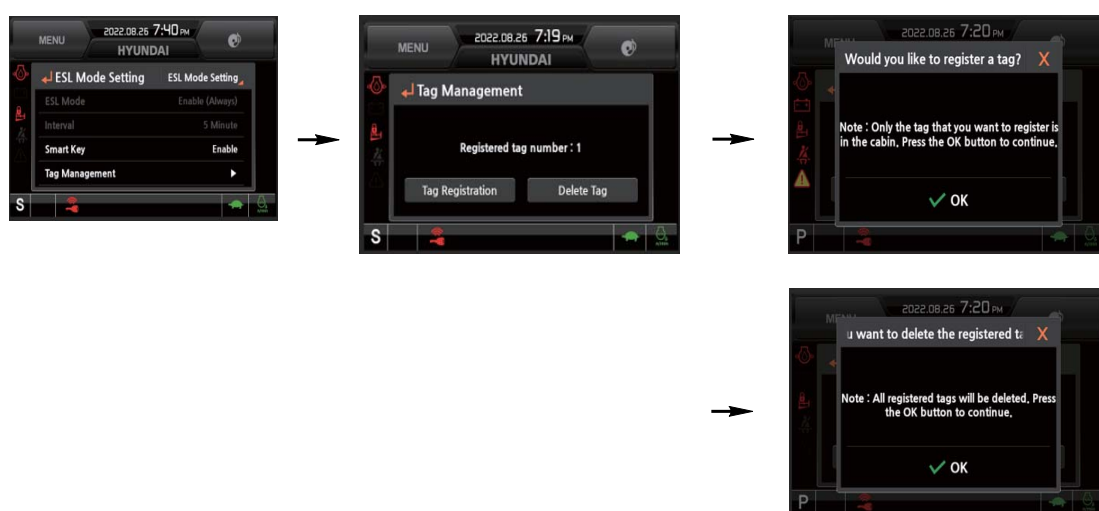 MENU
2022.08.26 7:40 PM
HYUNDAI
ESL Mode Setting
ESL Mode Setting
ESL Mode
Enable (Always)
Interval
5 Minute
Smart Key
Enable
Tag Management
S
MENU
2022.08.26 7:19 PM
HYUNDAI
Tag Management
Registered tag number : 1
Tag Registration
Delete Tag
S
2022.08.26 7:20 PM
Would you like to register a tag? X
Note : Only the tag that you want to register is
in the cabin. Press the OK button to continue.
OK
P
2022.08.26 7:20 PM
u want to delete the registered ta X
Note : All registered tags will be deleted. Press
the OK button to continue.
OK
P